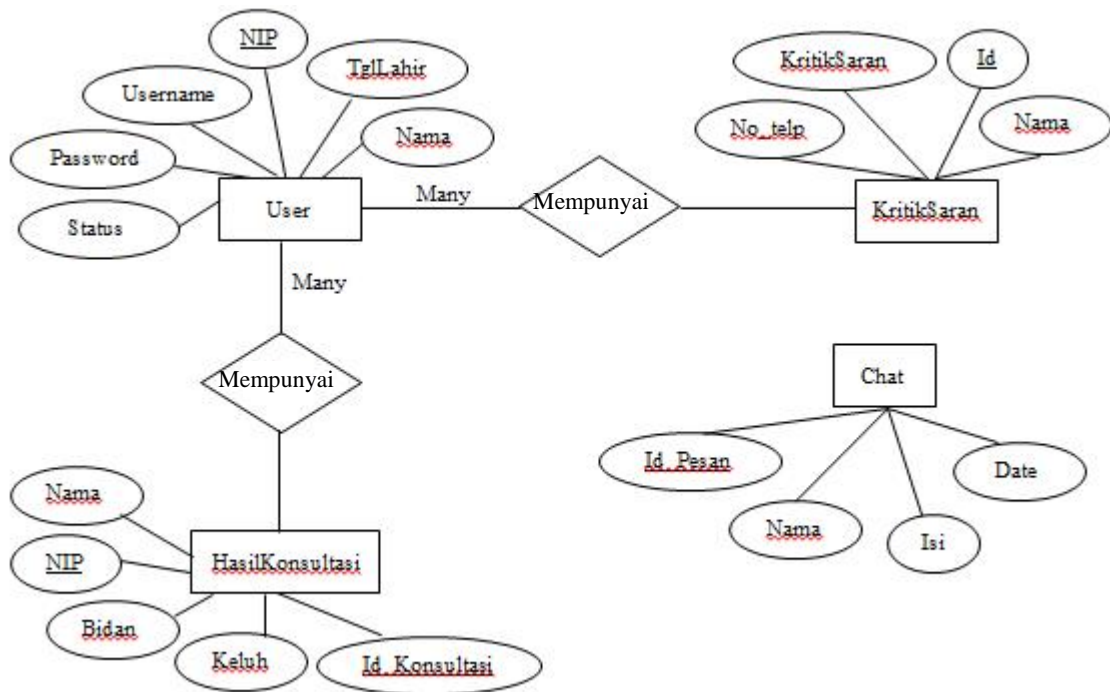 NIP
TglLahir
Username
Nama
Password
Status
User
Many
Mempunyai
KritikSaran
Id
No_telp
Nama
KritikSaran
Many
Mempunyai
Nama
NIP
HasilKonsultasi
Bidan
Keluh
Id_Konsultasi
Chat
Id_Pesan
Date
Nama
Isi